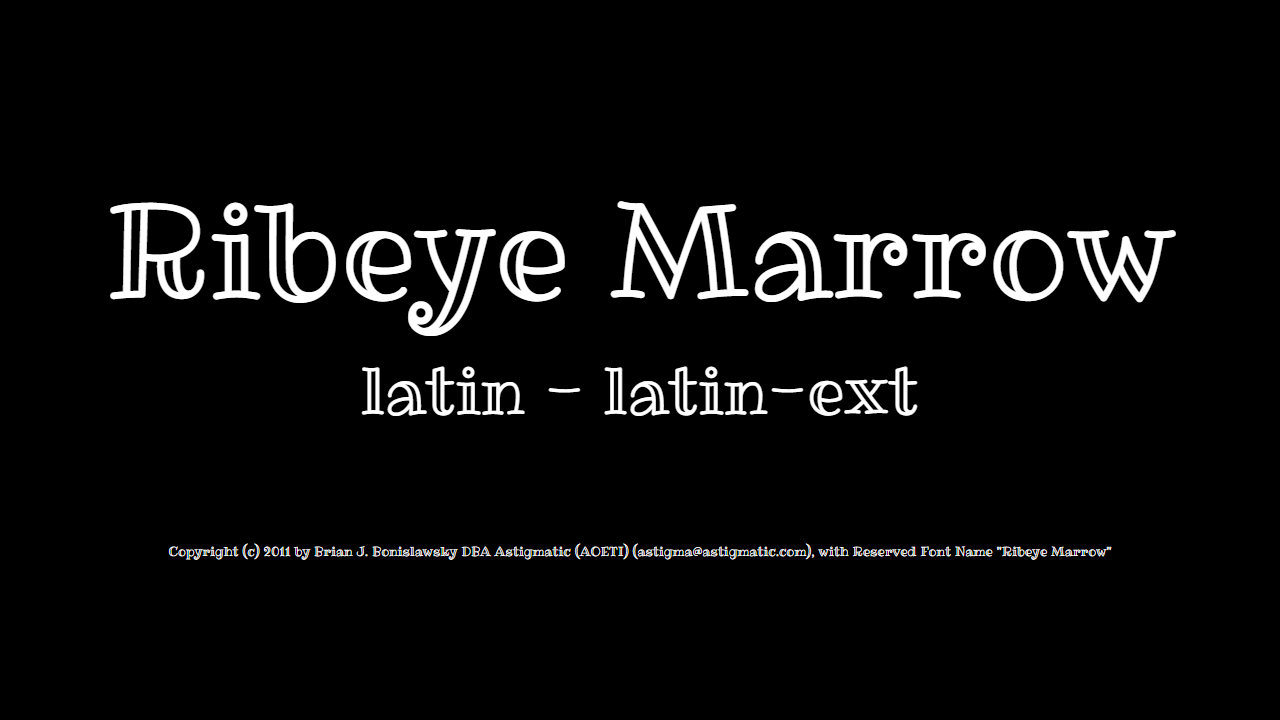 Ribeye Marrow
latin - latin-ext
Copyright (c) 2011 by Brian J. Bonislawsky DBA Astigmatic (AOETI) (astigma@astigmatic.com), with Reserved Font Name "Ribeye Marrow"